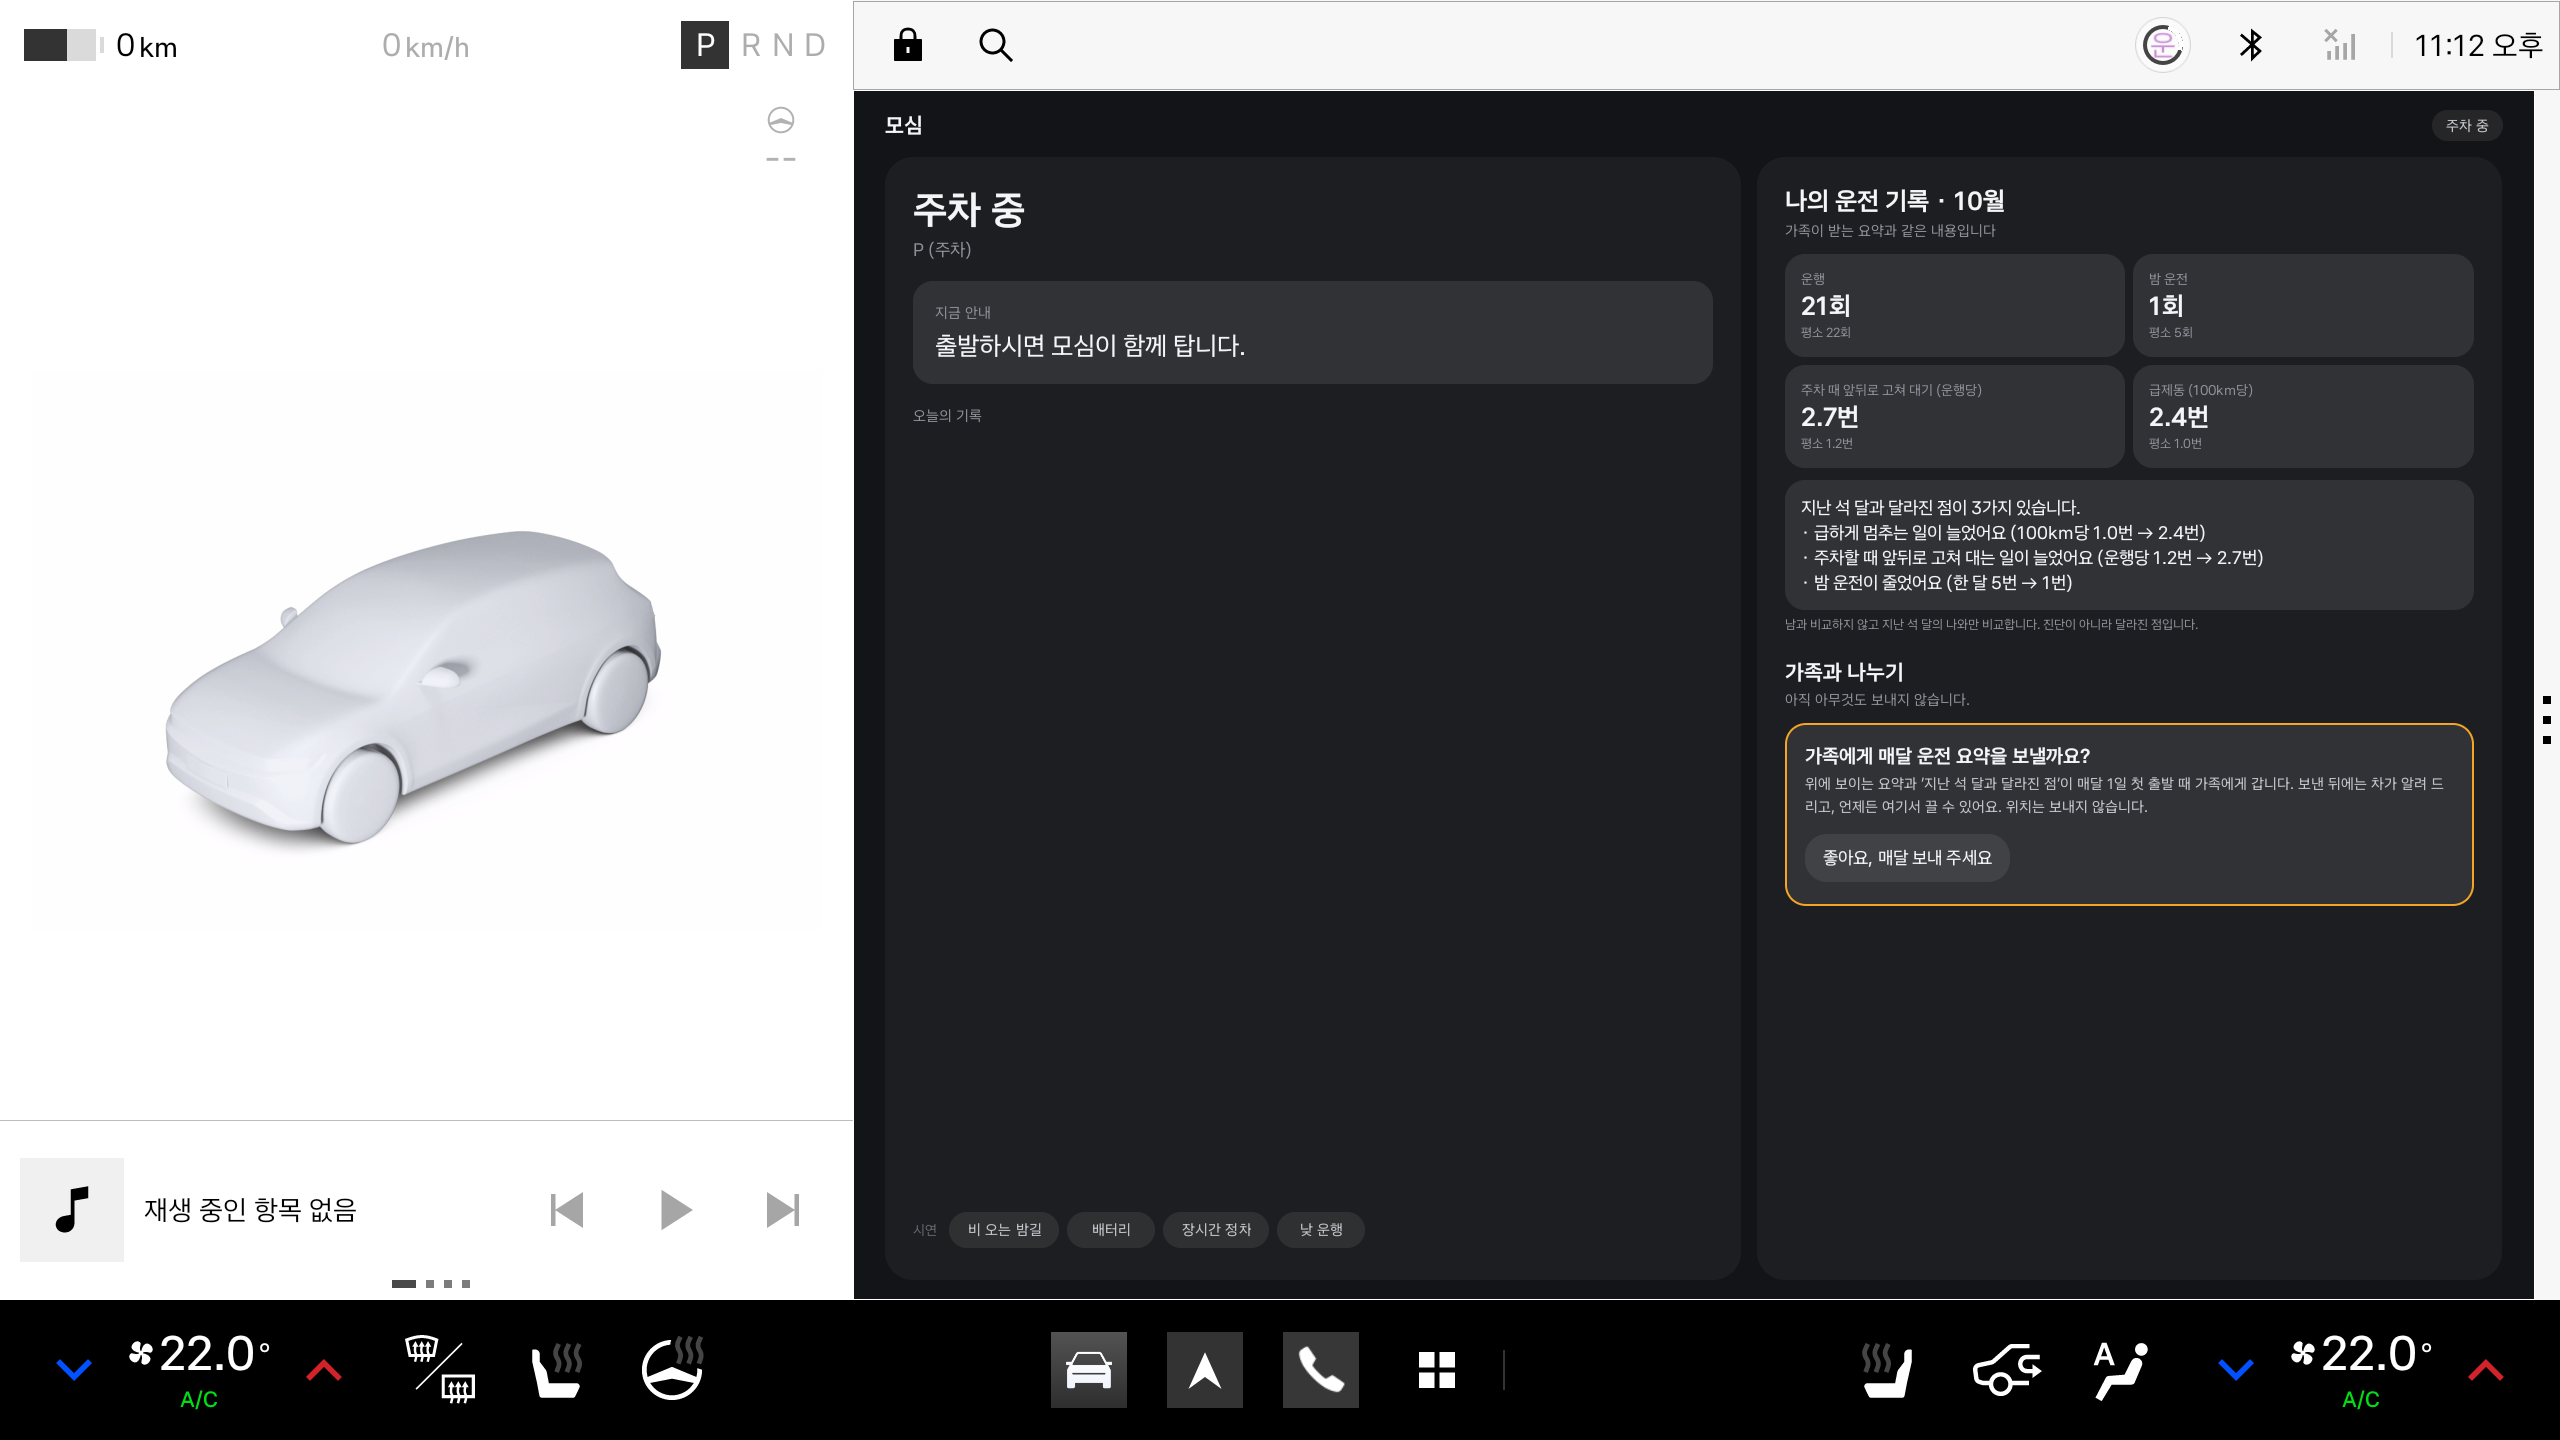 0 km
0 km/h
P R N D
운
11:12 오후
모심
주차 중
주차 중
P (주차)
지금 안내
출발하시면 모심이 함께 탑니다.
오늘의 기록
시연
비 오는 밤길
배터리
장시간 정차
낮 운행
나의 운전 기록 · 10월
가족이 받는 요약과 같은 내용입니다
운행
21회
평소 22회
밤 운전
1회
평소 5회
주차 때 앞뒤로 고쳐 대기 (운행당)
2.7번
평소 1.2번
급제동 (100km당)
2.4번
평소 1.0번
지난 석 달과 달라진 점이 3가지 있습니다.
· 급하게 멈추는 일이 늘었어요 (100km당 1.0번 → 2.4번)
· 주차할 때 앞뒤로 고쳐 대는 일이 늘었어요 (운행당 1.2번 → 2.7번)
· 밤 운전이 줄었어요 (한 달 5번 → 1번)
남과 비교하지 않고 지난 석 달의 나와만 비교합니다. 진단이 아니라 달라진 점입니다.
가족과 나누기
아직 아무것도 보내지 않습니다.
가족에게 매달 운전 요약을 보낼까요?
위에 보이는 요약과 '지난 석 달과 달라진 점'이 매달 1일 첫 출발 때 가족에게 갑니다. 보낸 뒤에는 차가 알려 드
리고, 언제든 여기서 끌 수 있어요. 위치는 보내지 않습니다.
좋아요, 매달 보내 주세요
재생 중인 항목 없음
22.0°
A/C
A
22.0°
A/C